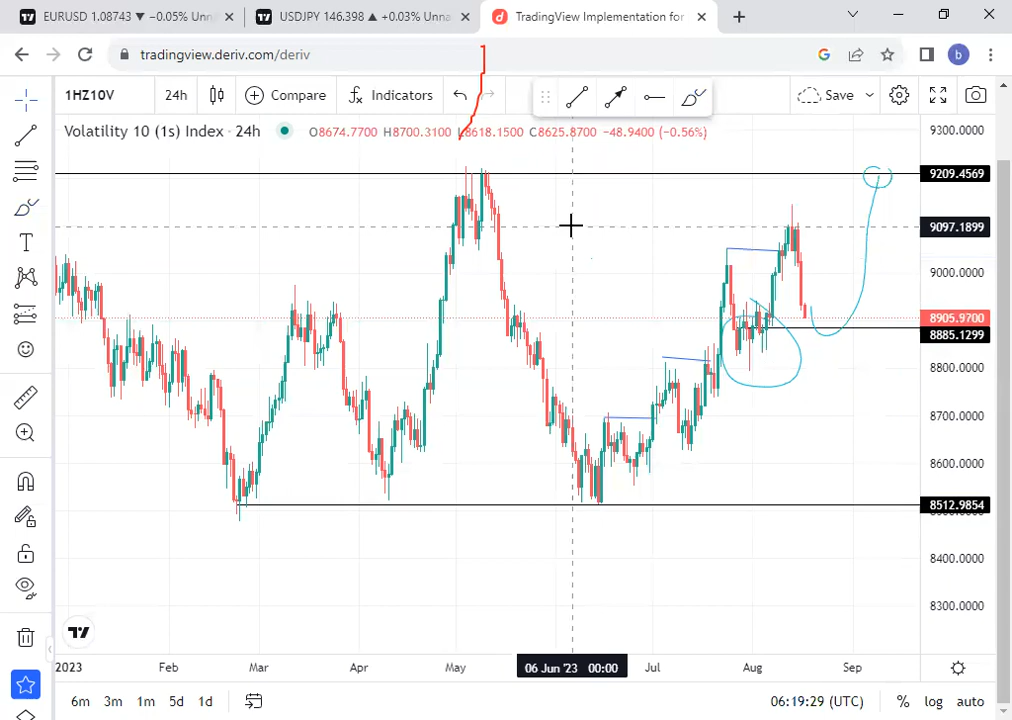 EURUSD 1.08743 ▼ −0.05% Unna
USDJPY 146.398 ▲ +0.03% Unna
TradingView Implementation for
tradingview.deriv.com/deriv
b
1HZ10V
24h
Compare
Indicators
Save
Volatility 10 (1s) Index · 24h
O8674.7700 H8700.3100 L8618.1500 C8625.8700 −48.9400 (−0.56%)
9300.0000
9209.4569
9097.1899
9000.0000
8905.9700
8885.1299
8800.0000
8700.0000
8600.0000
8512.9854
8400.0000
8300.0000
2023
Feb
Mar
Apr
May
06 Jun '23 00:00
Jul
Aug
Sep
6m 3m 1m 5d 1d
06:19:29 (UTC)
% log auto